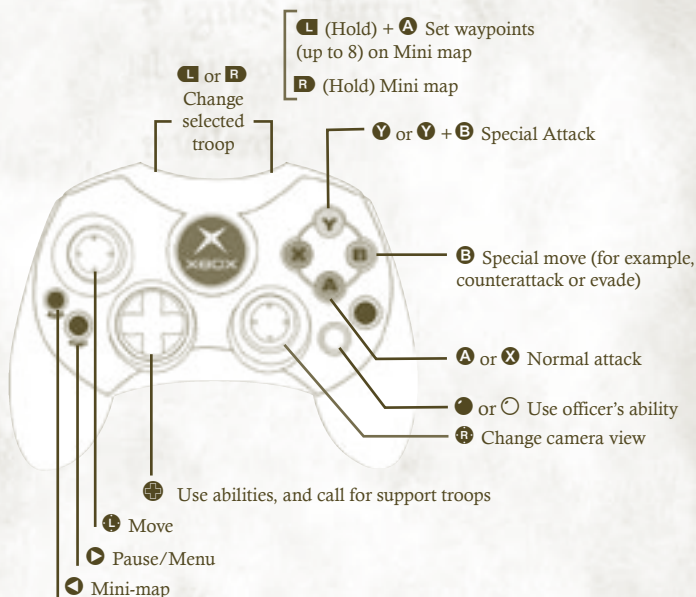 L (Hold) + A Set waypoints
(up to 8) on Mini map
R (Hold) Mini map
L or R
Change
selected
troop
Y or Y + B Special Attack
B Special move (for example,
counterattack or evade)
A or X Normal attack
or Use officer's ability
R Change camera view
Use abilities, and call for support troops
L Move
Pause/Menu
Mini-map
XBOX
Y
X
B
A